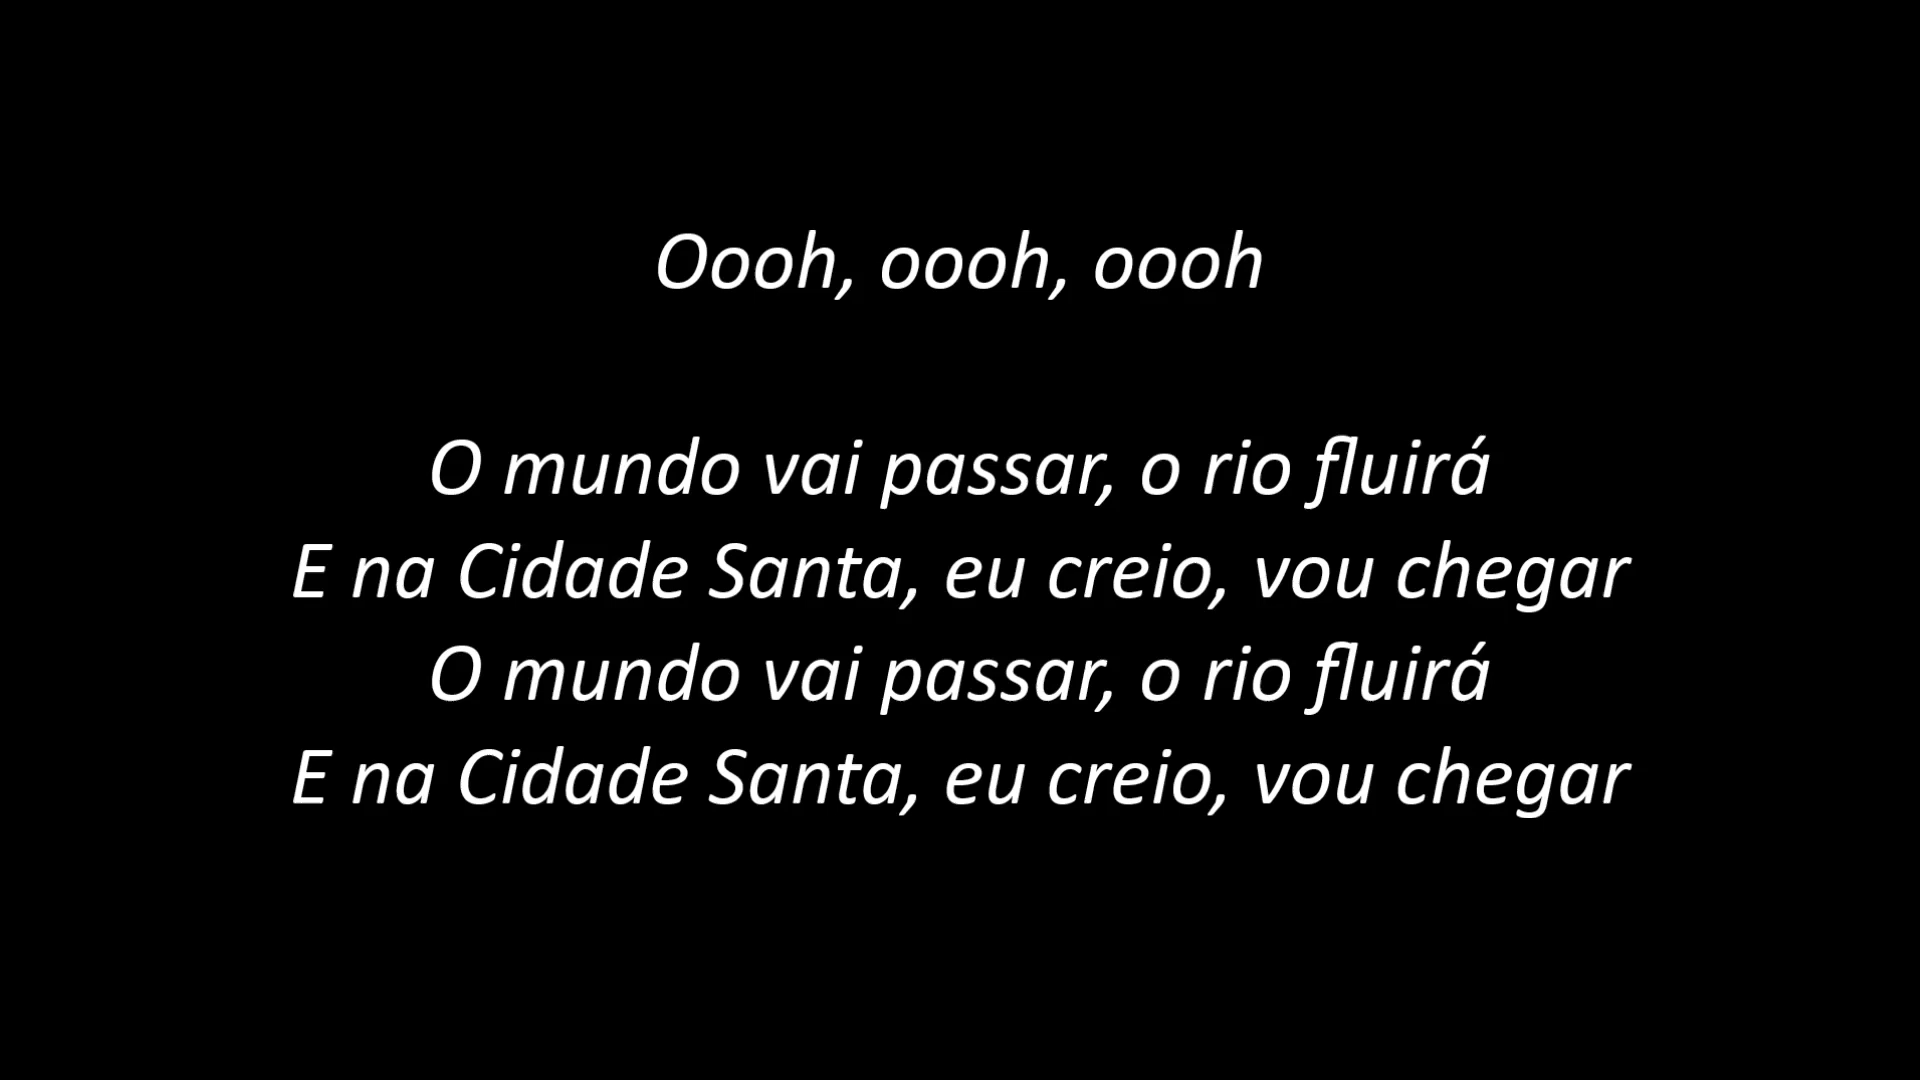 Oooh, oooh, oooh
O mundo vai passar, o rio fluirá
E na Cidade Santa, eu creio, vou chegar
O mundo vai passar, o rio fluirá
E na Cidade Santa, eu creio, vou chegar